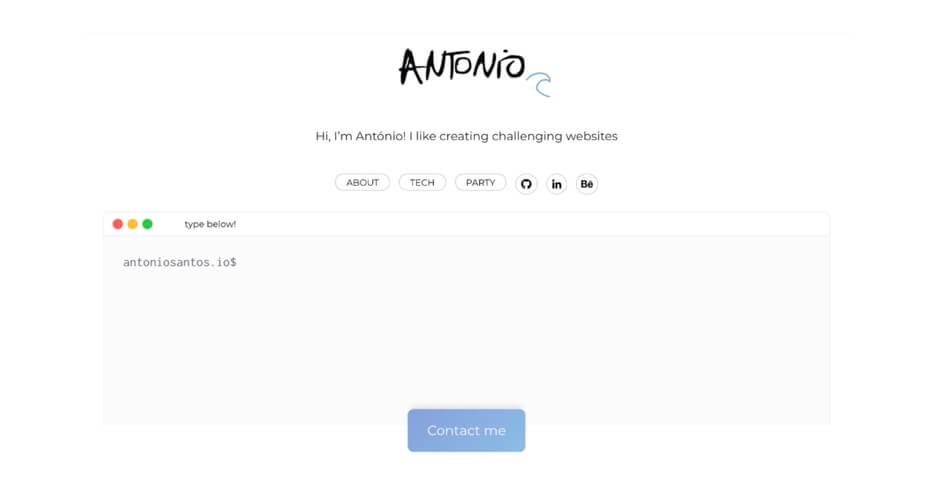 ANTONiO
Hi, I'm António! I like creating challenging websites
ABOUT TECH PARTY in Bē
type below!
antoniosantos.io$
Contact me